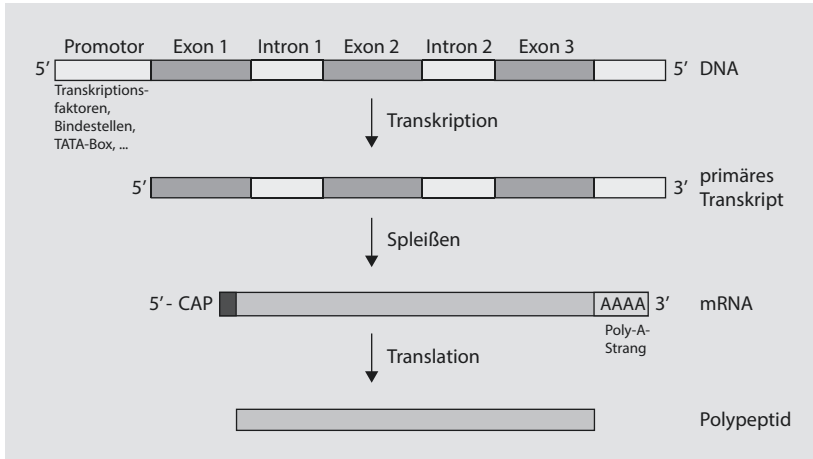 Promotor Exon 1 Intron 1 Exon 2 Intron 2 Exon 3
5′ 5′ DNA
Transkriptions-
faktoren,
Bindestellen,
TATA-Box, ...
Transkription
5′ 3′ primäres
Transkript
Spleißen
5′- CAP AAAA 3′ mRNA
Poly-A-
Strang
Translation
Polypeptid